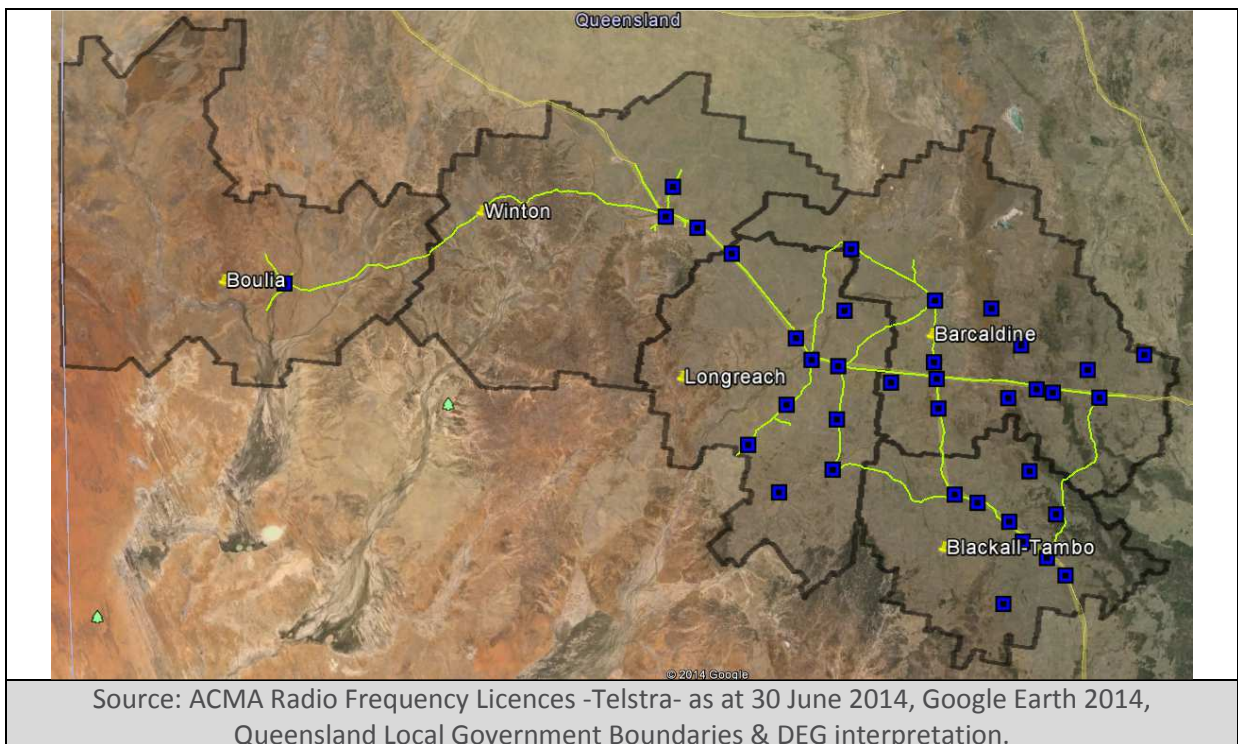 Queensland
Winton
Boulia
Barcaldine
Longreach
Blackall-Tambo
© 2014 Google
Source: ACMA Radio Frequency Licences -Telstra- as at 30 June 2014, Google Earth 2014,
Queensland Local Government Boundaries & DEG interpretation.